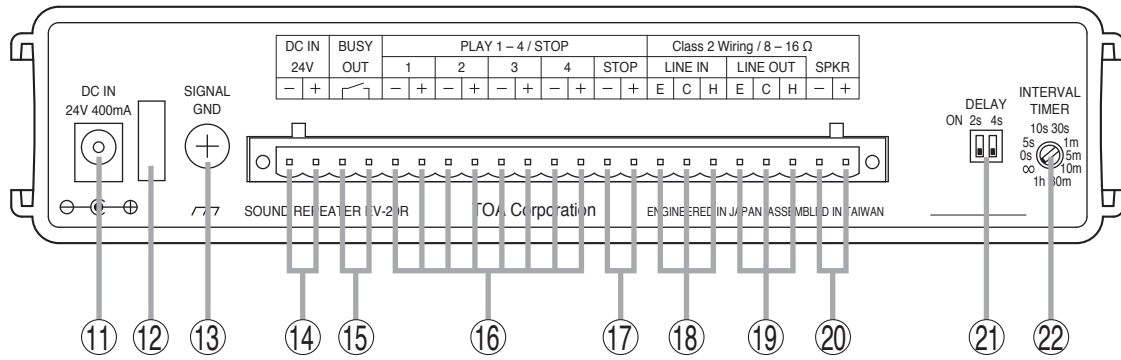 DC IN
24V 400mA
SIGNAL
GND
DC IN BUSY PLAY 1 – 4 / STOP Class 2 Wiring / 8 – 16 Ω
24V OUT 1 2 3 4 STOP LINE IN LINE OUT SPKR
− + − + − + − + − + − + E C H E C H − +
DELAY
ON 2s 4s
INTERVAL
TIMER
10s 30s
5s 1m
0s 5m
∞ 10m
1h 30m
SOUND REPEATER EV-20R TOA Corporation ENGINEERED IN JAPAN ASSEMBLED IN TAIWAN
⑪ ⑫ ⑬ ⑭ ⑮ ⑯ ⑰ ⑱ ⑲ ⑳ ㉑ ㉒